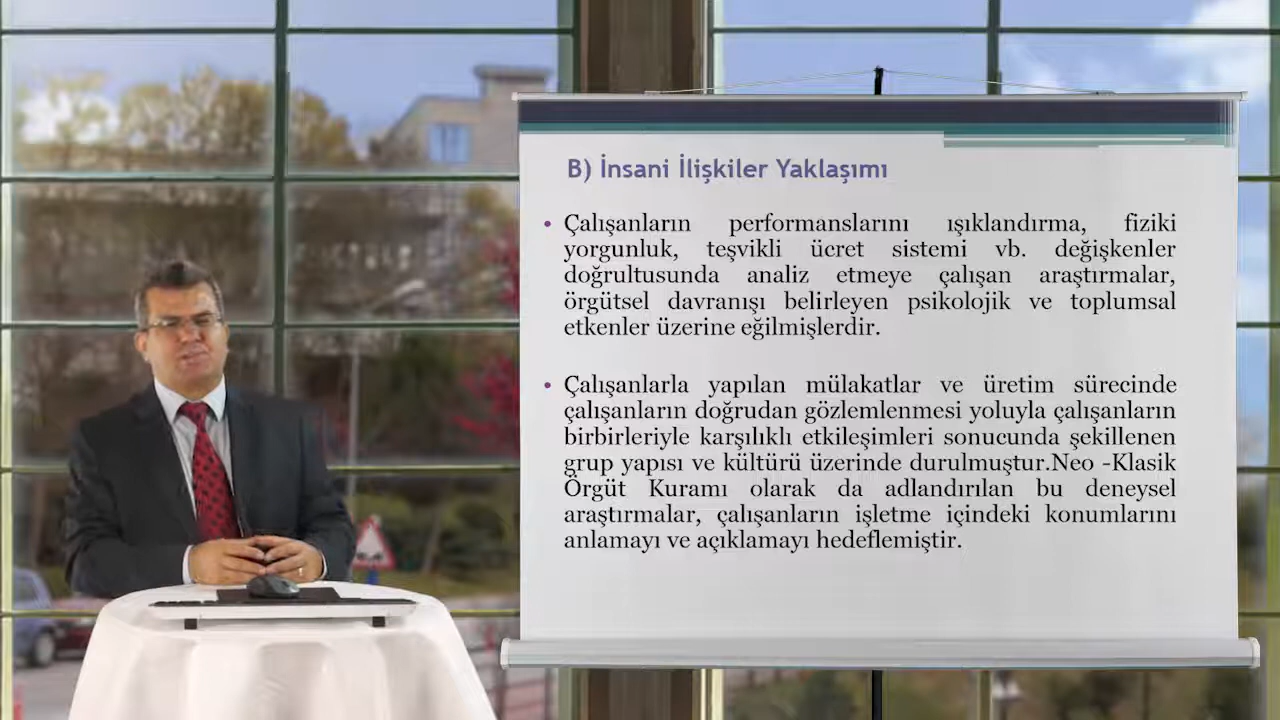 B) İnsani İlişkiler Yaklaşımı
• Çalışanların performanslarını ışıklandırma, fiziki
yorgunluk, teşvikli ücret sistemi vb. değişkenler
doğrultusunda analiz etmeye çalışan araştırmalar,
örgütsel davranışı belirleyen psikolojik ve toplumsal
etkenler üzerine eğilmişlerdir.
• Çalışanlarla yapılan mülakatlar ve üretim sürecinde
çalışanların doğrudan gözlemlenmesi yoluyla çalışanların
birbirleriyle karşılıklı etkileşimleri sonucunda şekillenen
grup yapısı ve kültürü üzerinde durulmuştur.Neo -Klasik
Örgüt Kuramı olarak da adlandırılan bu deneysel
araştırmalar, çalışanların işletme içindeki konumlarını
anlamayı ve açıklamayı hedeflemiştir.